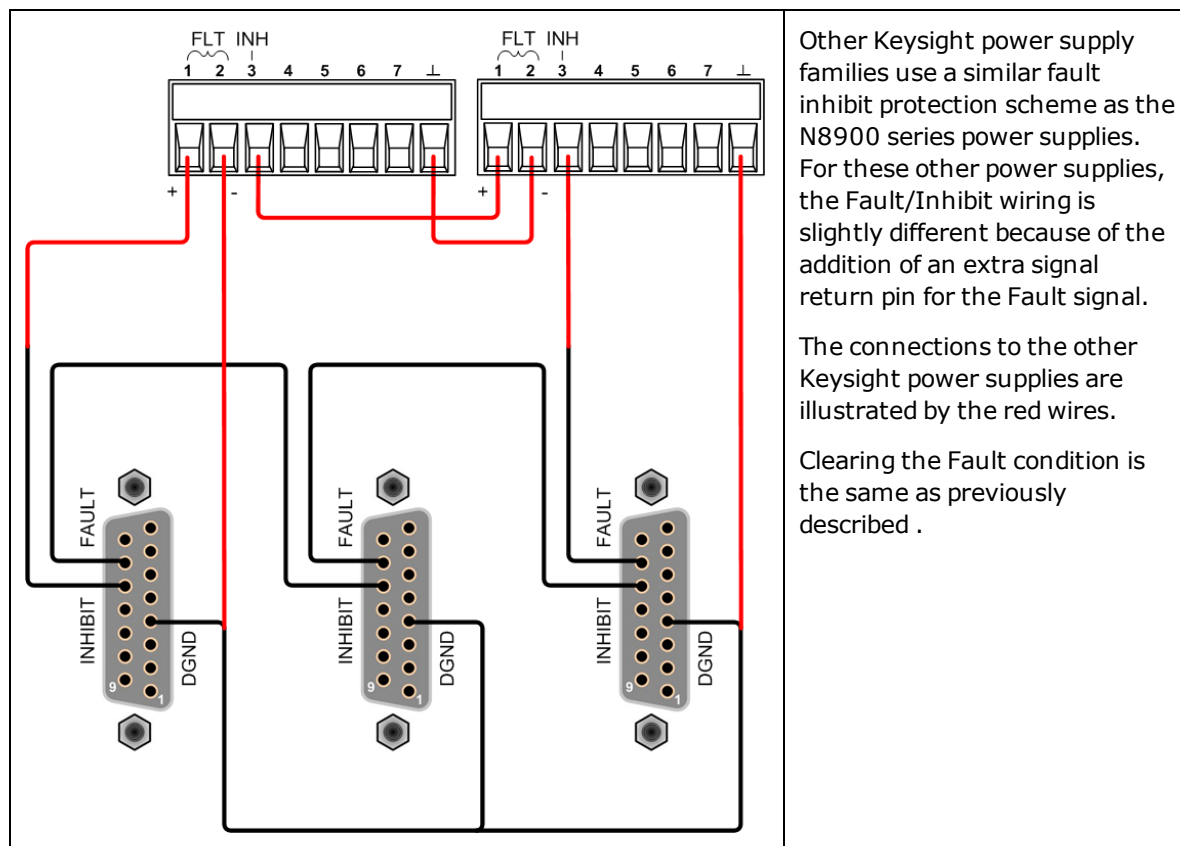 FLT INH
1 2 3 4 5 6 7 ⊥
+ -
FLT INH
1 2 3 4 5 6 7 ⊥
+ -
FAULT
INHIBIT
DGND
9
1
FAULT
INHIBIT
DGND
9
1
FAULT
INHIBIT
DGND
9
1
Other Keysight power supply
families use a similar fault
inhibit protection scheme as the
N8900 series power supplies.
For these other power supplies,
the Fault/Inhibit wiring is
slightly different because of the
addition of an extra signal
return pin for the Fault signal.
The connections to the other
Keysight power supplies are
illustrated by the red wires.
Clearing the Fault condition is
the same as previously
described .